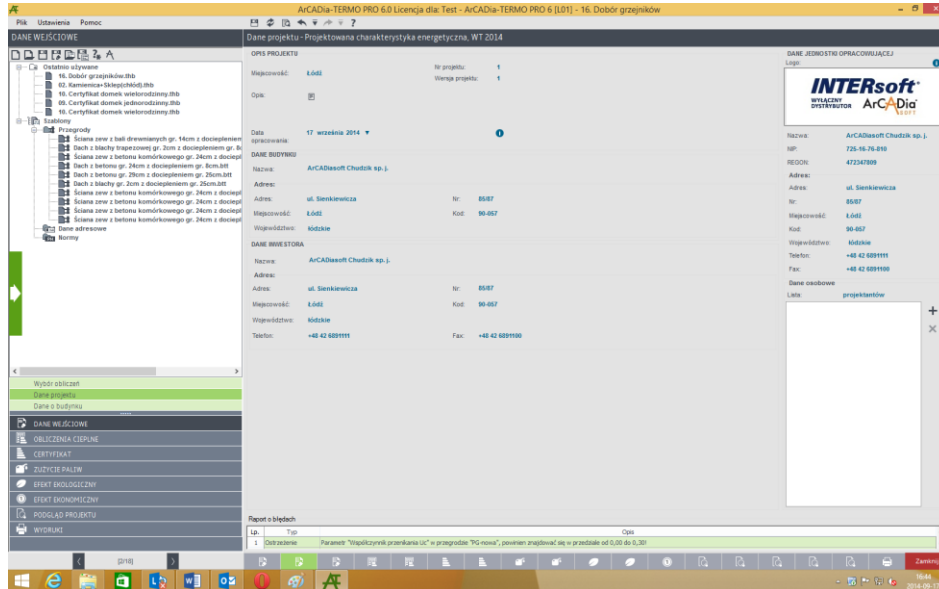 ArCADia-TERMO PRO 6.0 Licencja dla: Test - ArCADia-TERMO PRO 6 [L01] - 16. Dobór grzejników
Plik Ustawienia Pomoc
DANE WEJŚCIOWE
Ostatnio używane
16. Dobór grzejników.thb
02. Kamienica+Sklep(chłód).thb
10. Certyfikat domek wielorodzinny.thb
09. Certyfikat domek jednorodzinny.thb
10. Certyfikat domek wielorodzinny.thb
Szablony
Przegrody
Ściana zew z bali drewnianych gr. 14cm z dociepleniem
Dach z blachy trapezowej gr. 2cm z dociepleniem gr. 8
Ściana zew z betonu komórkowego gr. 24cm z dociepl
Dach z betonu gr. 24cm z dociepleniem gr. 8cm.btt
Dach z betonu gr. 29cm z dociepleniem gr. 25cm.btt
Dach z blachy gr. 2cm z dociepleniem gr. 26cm.btt
Ściana zew z betonu komórkowego gr. 24cm z dociepl
Ściana zew z betonu komórkowego gr. 24cm z dociepl
Ściana zew z betonu komórkowego gr. 24cm z dociepl
Ściana zew z betonu komórkowego gr. 24cm z dociepl
Dane adresowe
Normy
Wybór obliczeń
Dane projektu
Dane o budynku
DANE WEJŚCIOWE
OBLICZENIA CIEPLNE
CERTYFIKAT
ZUŻYCIE PALIW
EFEKT EKOLOGICZNY
EFEKT EKONOMICZNY
PODGLĄD PROJEKTU
WYDRUKI
(2/18)
Dane projektu - Projektowana charakterystyka energetyczna, WT 2014
OPIS PROJEKTU
Miejscowość: Łódź Nr projektu: 1
Wersja projektu: 1
Opis:
Data opracowania: 17 września 2014
DANE BUDYNKU
Nazwa: ArCADiasoft Chudzik sp. j.
Adres:
Adres: ul. Sienkiewicza Nr: 85/87
Miejscowość: Łódź Kod: 90-057
Województwo: łódzkie
DANE INWESTORA
Nazwa: ArCADiasoft Chudzik sp. j.
Adres:
Adres: ul. Sienkiewicza Nr: 85/87
Miejscowość: Łódź Kod: 90-057
Województwo: łódzkie
Telefon: +48 42 6891111 Fax: +48 42 6891100
DANE JEDNOSTKI OPRACOWUJĄCEJ
Logo:
INTERsoft
WYŁĄCZNY
DYSTRYBUTOR ArCADia
SOFT
Nazwa: ArCADiasoft Chudzik sp. j.
NIP: 725-16-76-810
REGON: 472347809
Adres:
Adres: ul. Sienkiewicza
Nr: 85/87
Miejscowość: Łódź
Kod: 90-057
Województwo: łódzkie
Telefon: +48 42 6891111
Fax: +48 42 6891100
Dane osobowe
Lista: projektantów
Raport o błędach
Lp. Typ Opis
1 Ostrzeżenie Parametr "Współczynnik przenikania Uc" w przegrodzie "PG-nowa", powinien znajdować się w przedziale od 0,00 do 0,30!
Zamknij
16:44